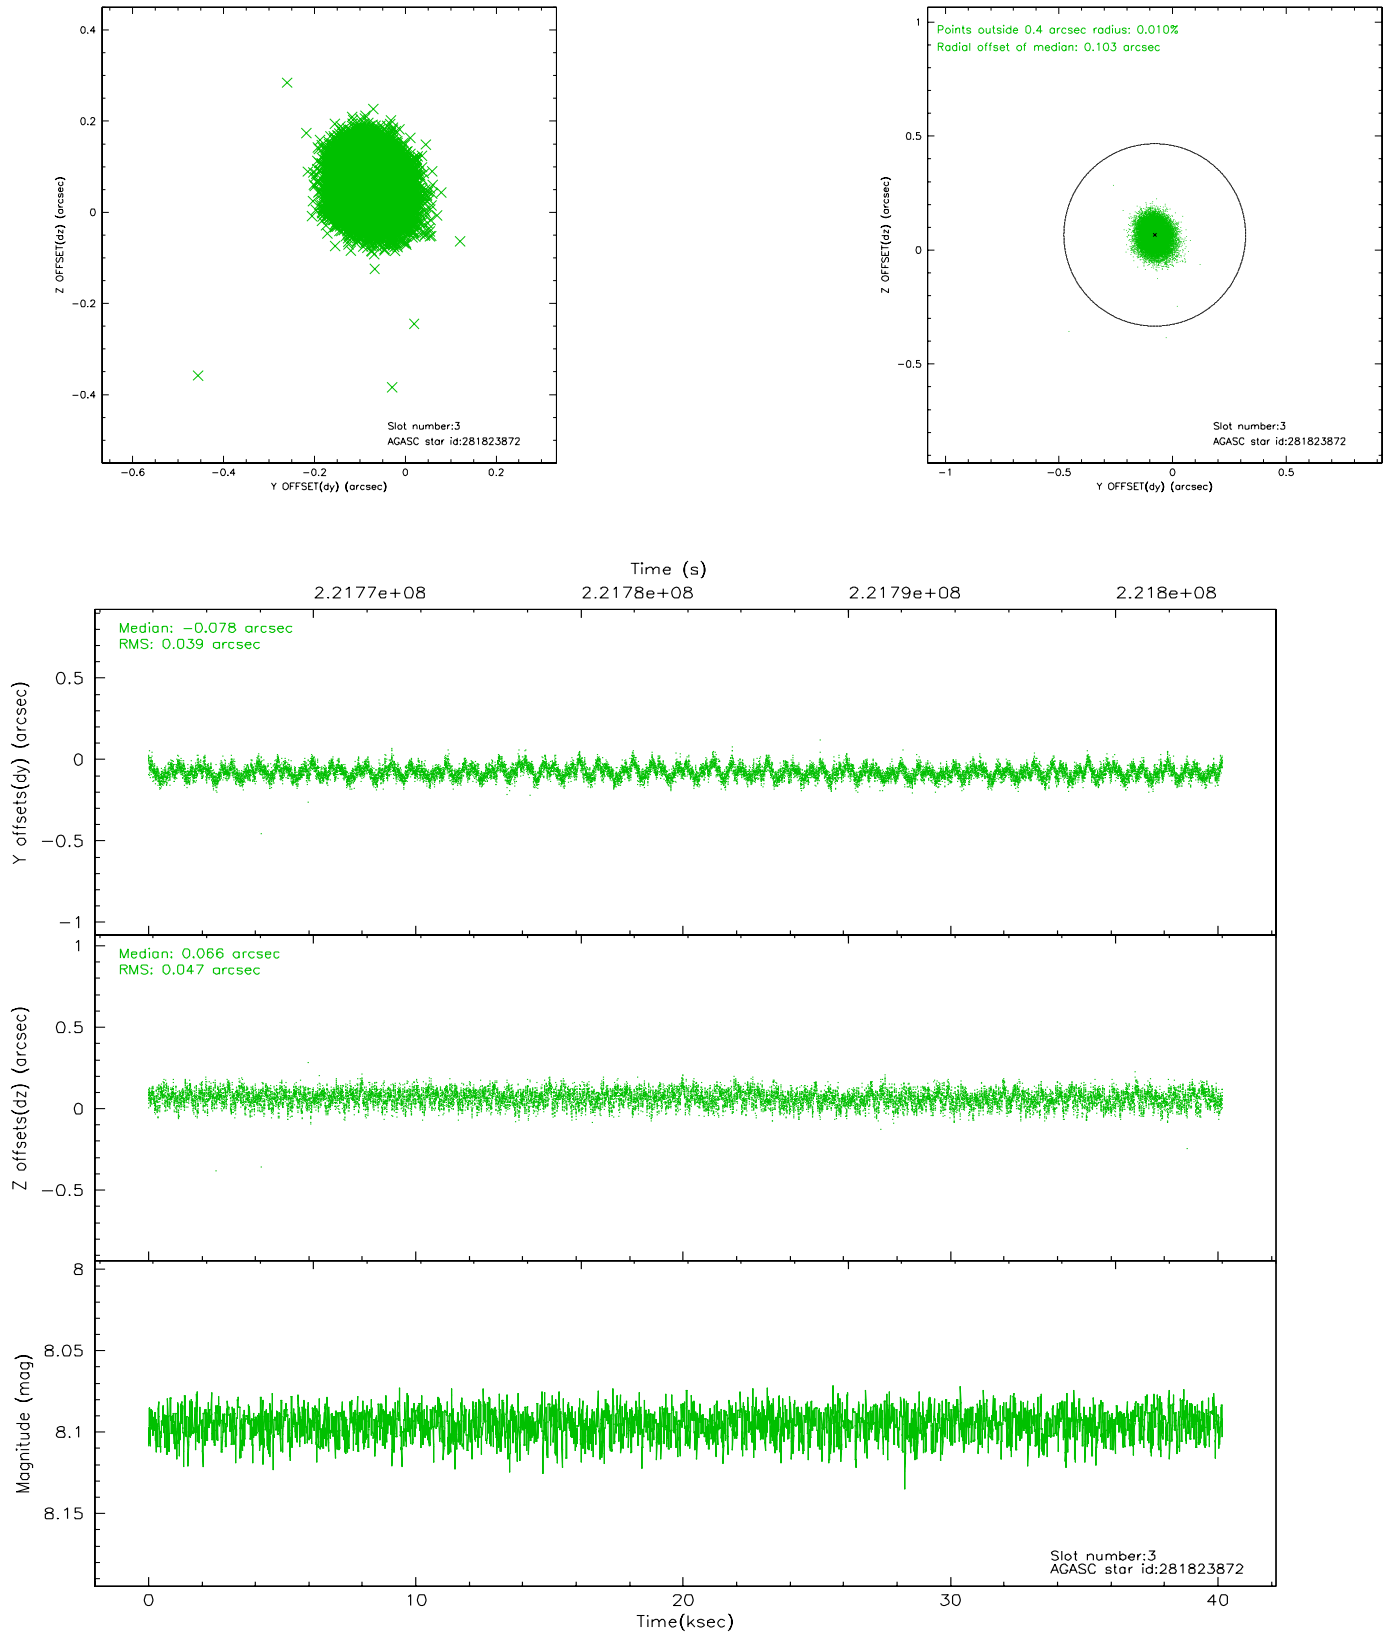 0.4
0.2
0
−0.2
−0.4
Z OFFSET(dz) (arcsec)
Slot number:3
AGASC star id:281823872
−0.6 −0.4 −0.2 0 0.2
Y OFFSET(dy) (arcsec)
Points outside 0.4 arcsec radius: 0.010%
Radial offset of median: 0.103 arcsec
1
0.5
0
−0.5
Z OFFSET(dz) (arcsec)
Slot number:3
AGASC star id:281823872
−1 −0.5 0 0.5
Y OFFSET(dy) (arcsec)
Time (s)
2.2177e+08 2.2178e+08 2.2179e+08 2.218e+08
Median: −0.078 arcsec
RMS: 0.039 arcsec
0.5
0
−0.5
−1
Y offsets(dy) (arcsec)
Median: 0.066 arcsec
RMS: 0.047 arcsec
1
0.5
0
−0.5
Z offsets(dz) (arcsec)
8
8.05
8.1
8.15
Magnitude (mag)
Slot number:3
AGASC star id:281823872
0 10 20 30 40
Time(ksec)